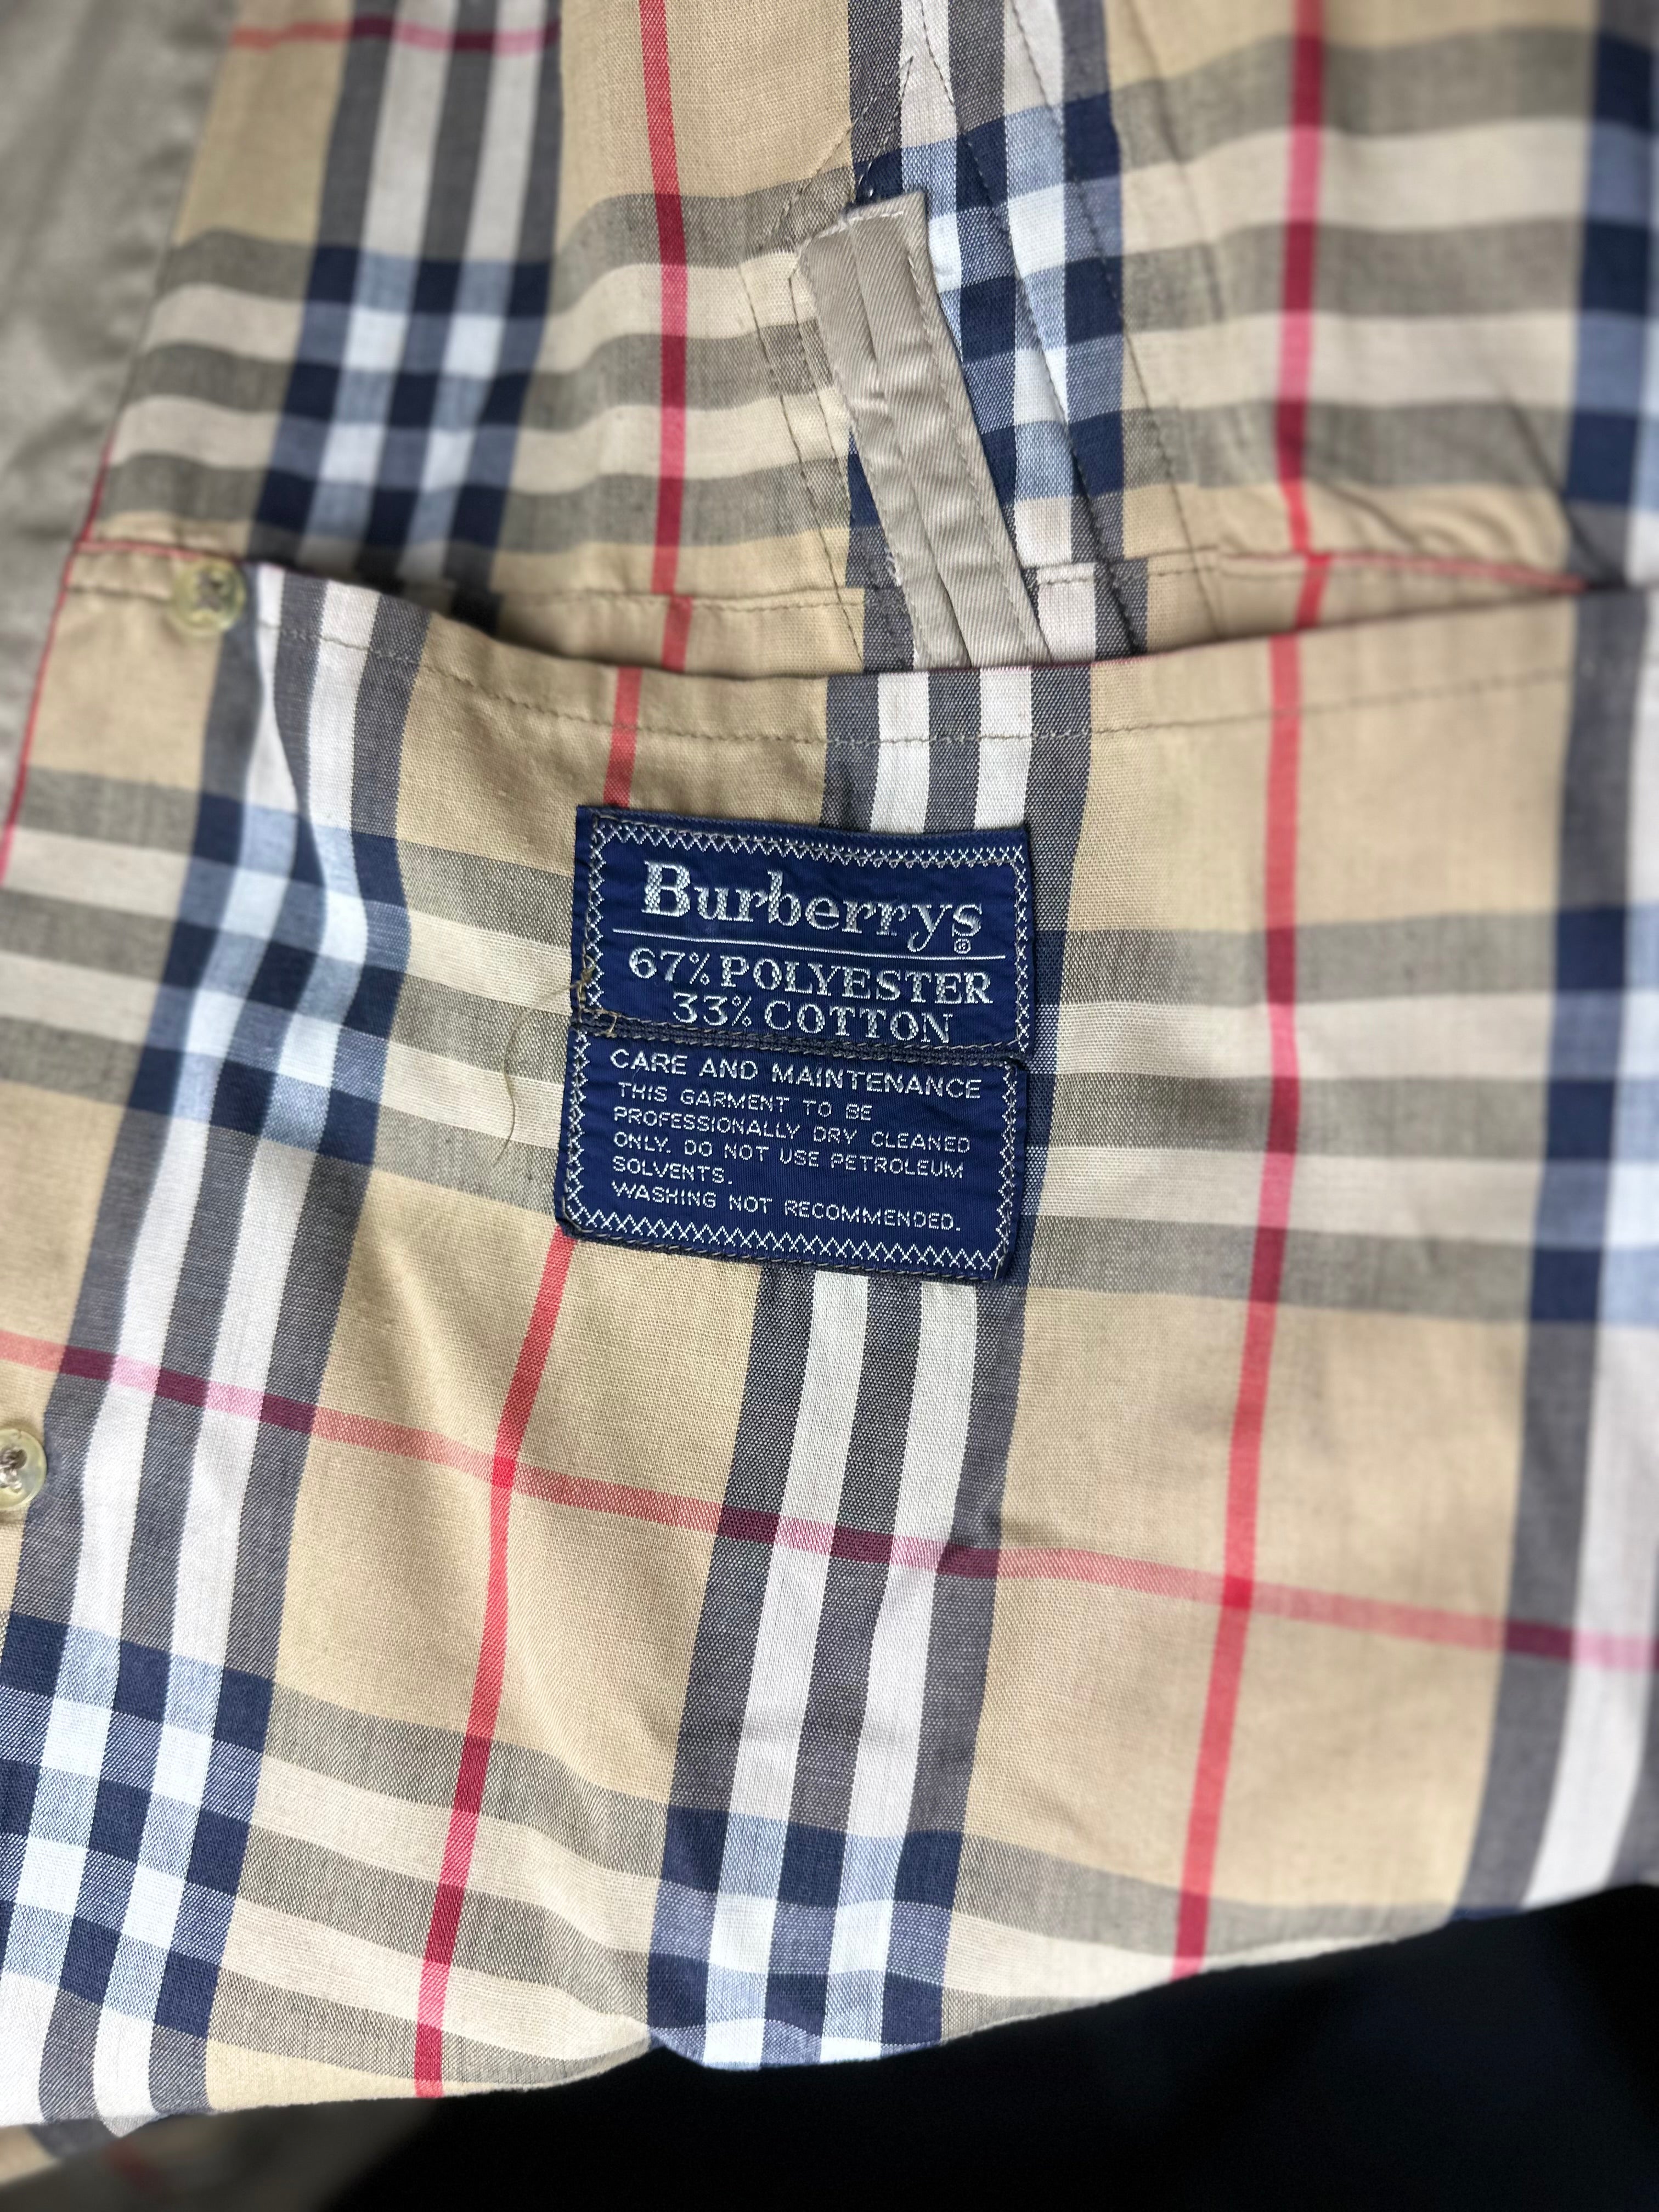 Burberrys®
67% POLYESTER
33% COTTON
CARE AND MAINTENANCE
THIS GARMENT TO BE
PROFESSIONALLY DRY CLEANED
ONLY. DO NOT USE PETROLEUM
SOLVENTS.
WASHING NOT RECOMMENDED.